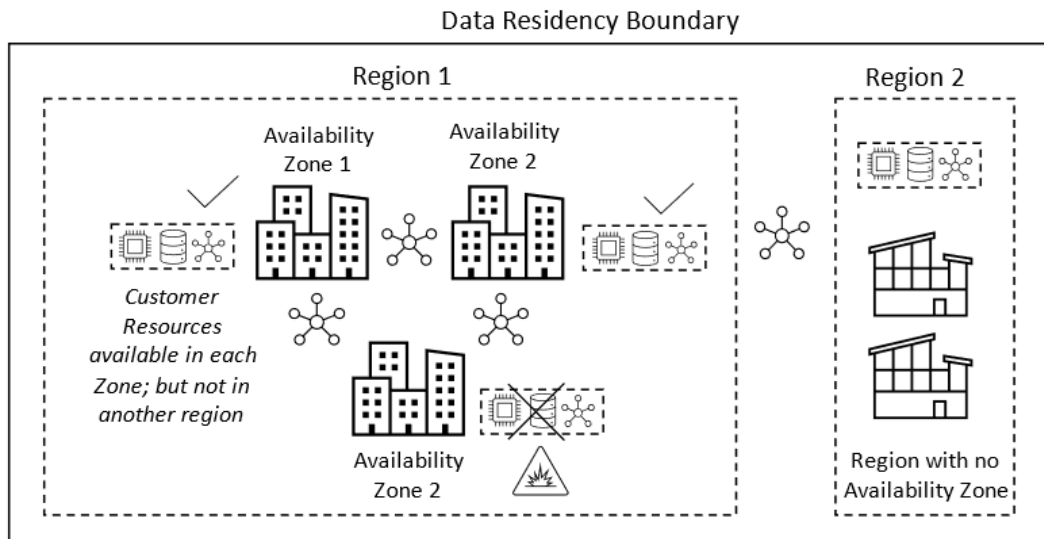 Data Residency Boundary
Region 1
Region 2
Availability
Zone 1
Availability
Zone 2
Customer
Resources
available in each
Zone; but not in
another region
Availability
Zone 2
Region with no
Availability Zone